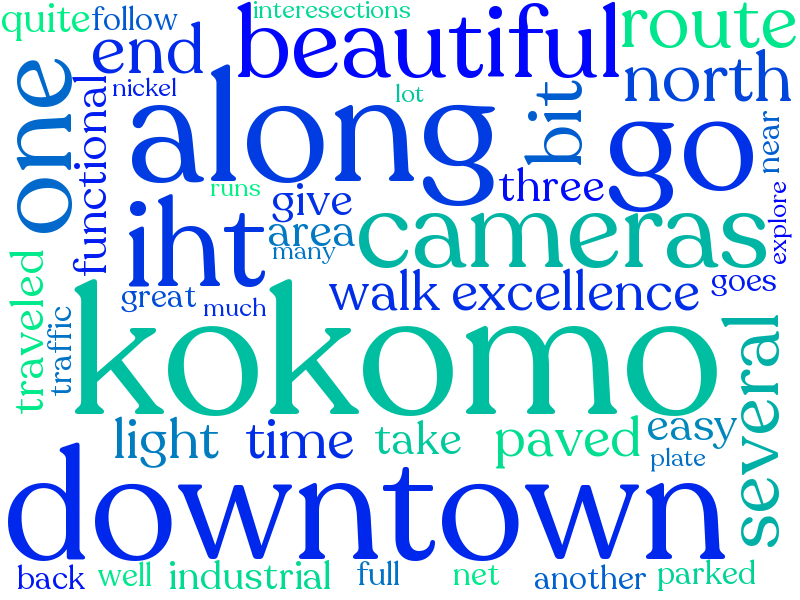 quite follow interesections
end beautiful route
nickel lot north
one functional along bit go near
runs three explore
iht give cameras
area
many
great much walk excellence goes
traveled traffic kokomo several
light time take paved easy
plate
downtown
back well industrial full net another parked